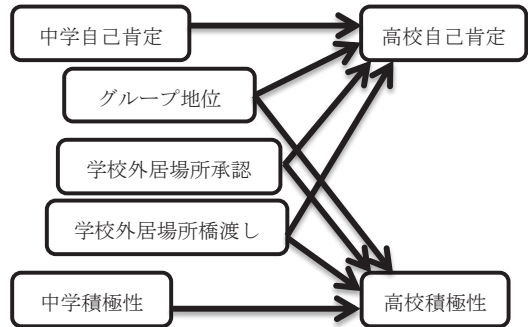 中学自己肯定
高校自己肯定
グループ地位
学校外居場所承認
学校外居場所橋渡し
中学積極性
高校積極性